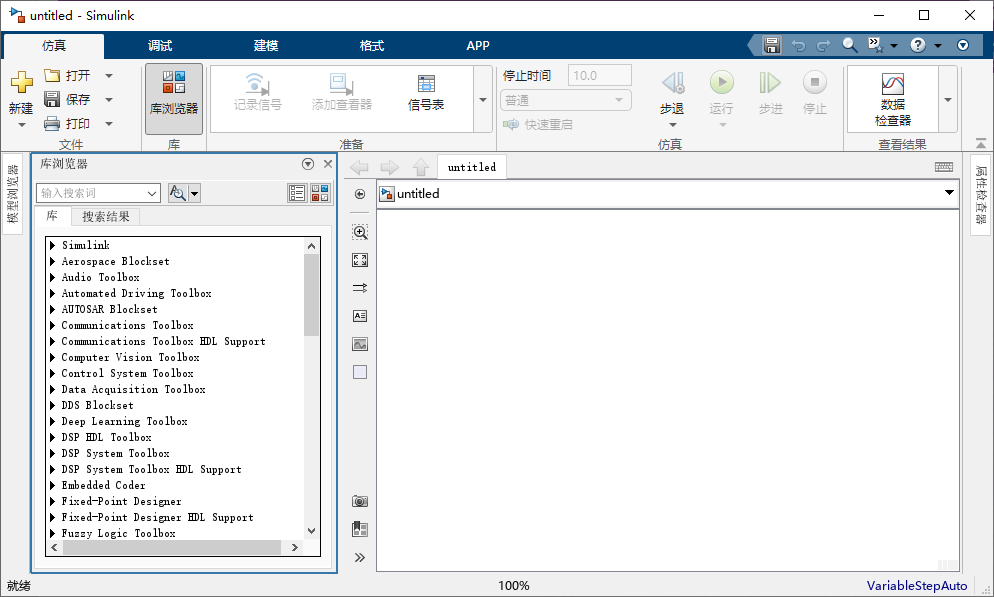 untitled - Simulink
仿真 调试 建模 格式 APP
新建
打开
保存
打印
文件
库浏览器
库
记录信号
添加查看器
信号表
准备
停止时间 10.0
普通
快速重启
步退
运行
步进
停止
仿真
数据
检查器
查看结果
模型浏览器
库浏览器
输入搜索词
库 搜索结果
Simulink
Aerospace Blockset
Audio Toolbox
Automated Driving Toolbox
AUTOSAR Blockset
Communications Toolbox
Communications Toolbox HDL Support
Computer Vision Toolbox
Control System Toolbox
Data Acquisition Toolbox
DDS Blockset
Deep Learning Toolbox
DSP HDL Toolbox
DSP System Toolbox
DSP System Toolbox HDL Support
Embedded Coder
Fixed-Point Designer
Fixed-Point Designer HDL Support
Fuzzy Logic Toolbox
untitled
untitled
属性检查器
就绪 100% VariableStepAuto